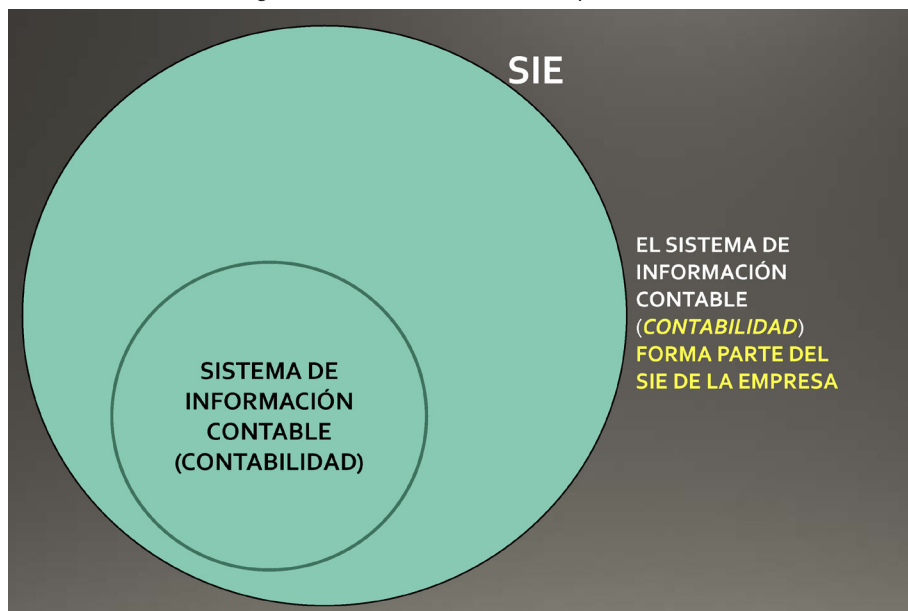 SIE
EL SISTEMA DE
INFORMACIÓN
CONTABLE
(CONTABILIDAD)
FORMA PARTE DEL
SIE DE LA EMPRESA
SISTEMA DE
INFORMACIÓN
CONTABLE
(CONTABILIDAD)